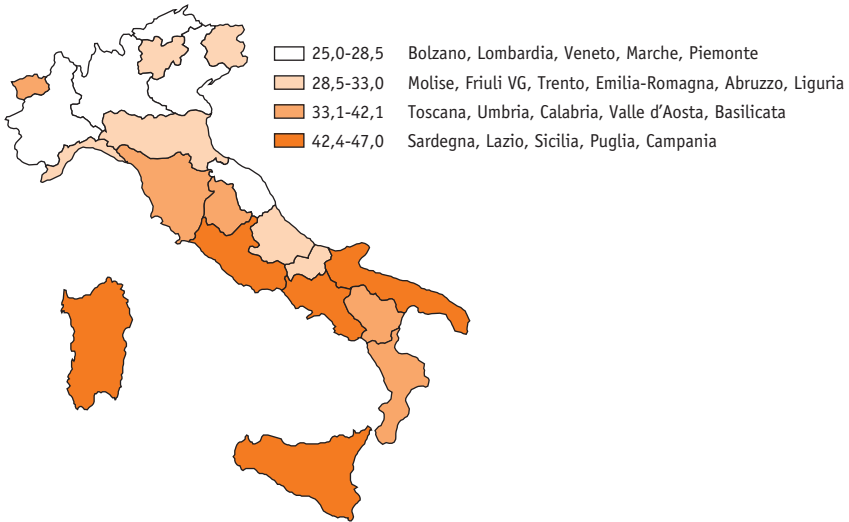 25,0-28,5 Bolzano, Lombardia, Veneto, Marche, Piemonte
28,5-33,0 Molise, Friuli VG, Trento, Emilia-Romagna, Abruzzo, Liguria
33,1-42,1 Toscana, Umbria, Calabria, Valle d'Aosta, Basilicata
42,4-47,0 Sardegna, Lazio, Sicilia, Puglia, Campania